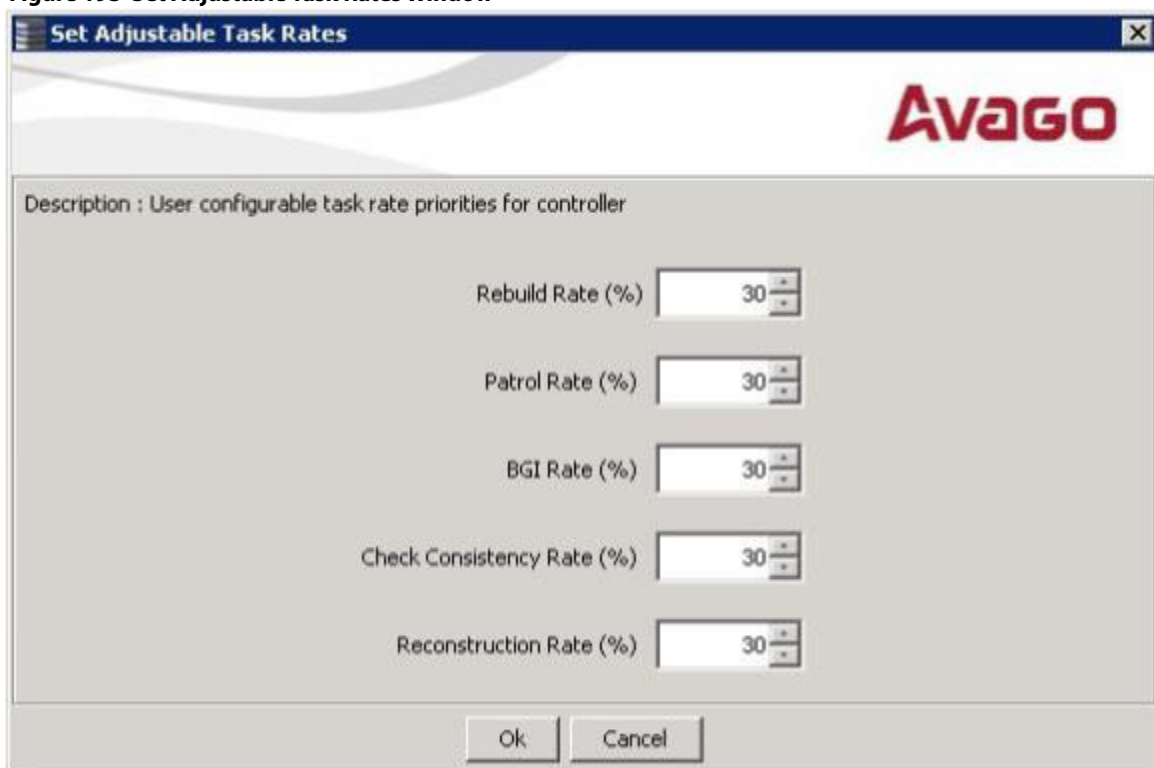 Set Adjustable Task Rates
Avago
Description : User configurable task rate priorities for controller
Rebuild Rate (%) 30
Patrol Rate (%) 30
BGI Rate (%) 30
Check Consistency Rate (%) 30
Reconstruction Rate (%) 30
Ok Cancel